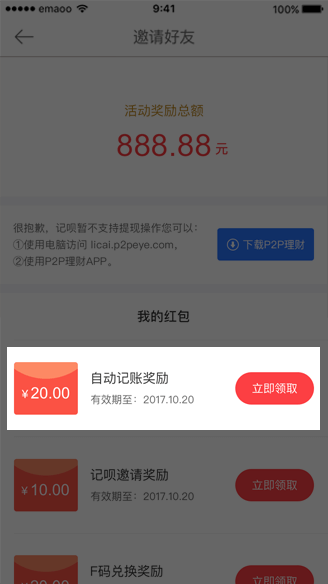 emaoo 9:41 100%
邀请好友
活动奖励总额
888.88 元
很抱歉，记呗暂不支持提现操作您可以：
①使用电脑访问 licai.p2peye.com。
②使用P2P理财APP。
下载P2P理财
我的红包
¥20.00
自动记账奖励
有效期至：2017.10.20
立即领取
¥10.00
记呗邀请奖励
有效期至：2017.10.20
立即领取
¥20.00
F码兑换奖励
立即领取